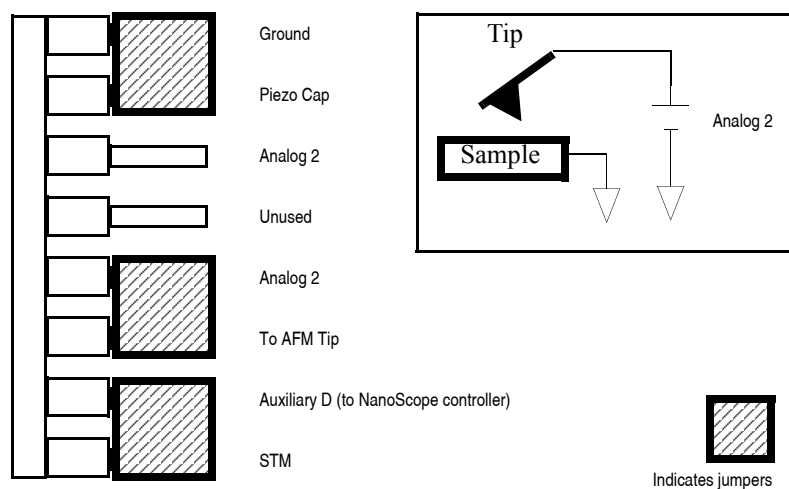 Ground
Piezo Cap
Analog 2
Unused
Analog 2
To AFM Tip
Auxiliary D (to NanoScope controller)
STM
Tip
Analog 2
Sample
Indicates jumpers